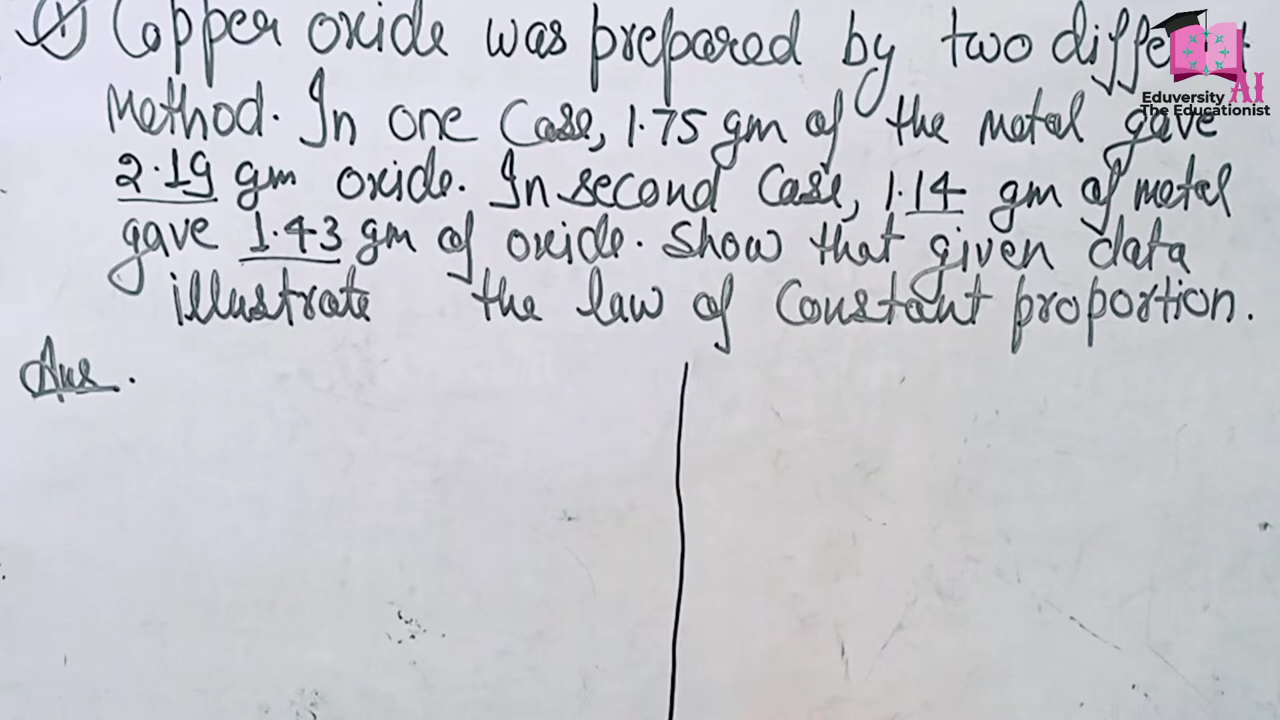 Copper oxide was prepared by two different
Method. In one Case, 1.75 gm of the metal gave
2.19 gm oxide. In second Case, 1.14 gm of metal
gave 1.43 gm of oxide. Show that given data
illustrate the law of Constant proportion.
Ans.
Eduversity AI
The Educationist